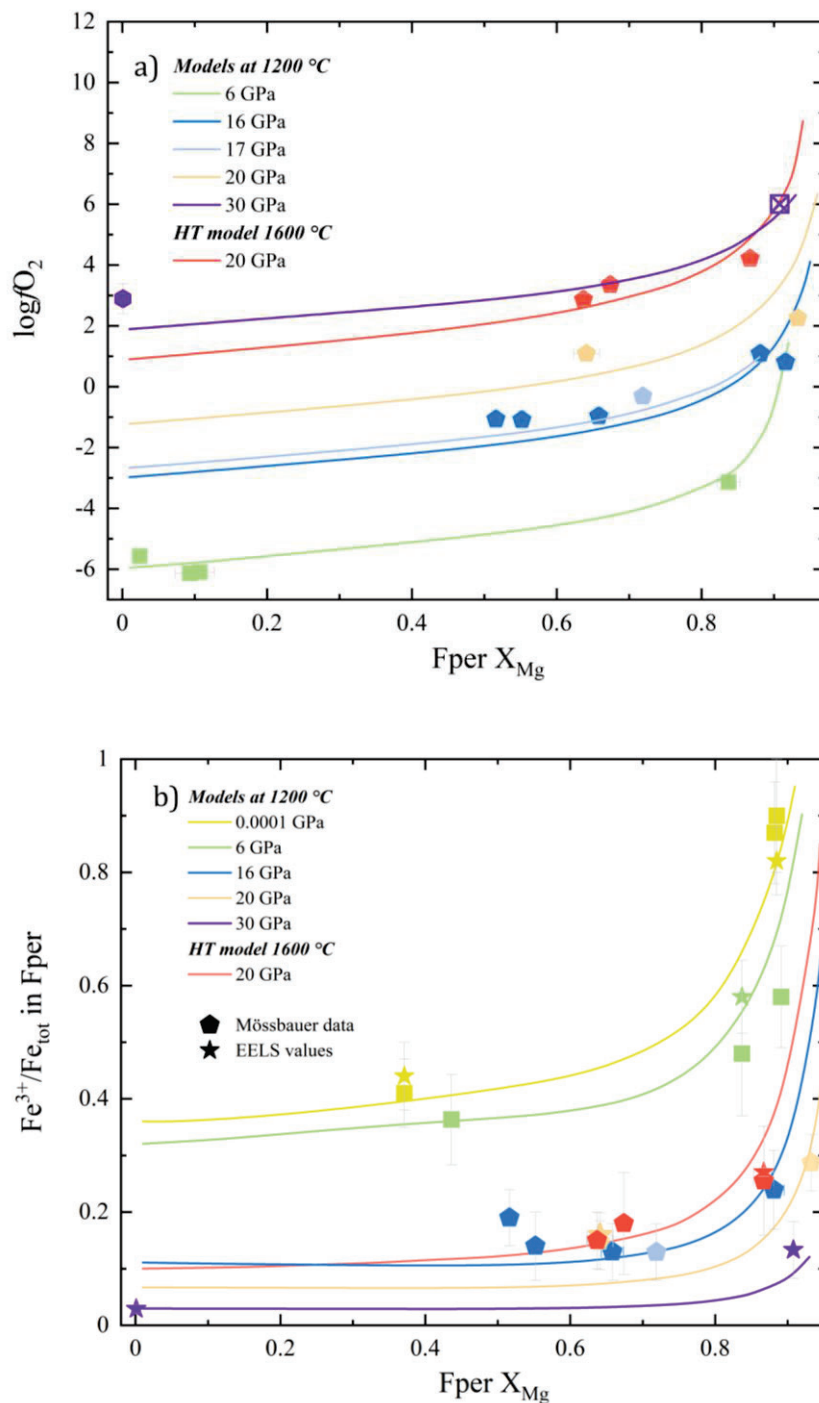 a)
Models at 1200 °C
6 GPa
16 GPa
17 GPa
20 GPa
30 GPa
HT model 1600 °C
20 GPa
logfO2
12
10
8
6
4
2
0
-2
-4
-6
0 0.2 0.4 0.6 0.8
Fper XMg
b)
Models at 1200 °C
0.0001 GPa
6 GPa
16 GPa
20 GPa
30 GPa
HT model 1600 °C
20 GPa
Mössbauer data
EELS values
Fe3+/Fetot in Fper
1
0.8
0.6
0.4
0.2
0
0 0.2 0.4 0.6 0.8
Fper XMg